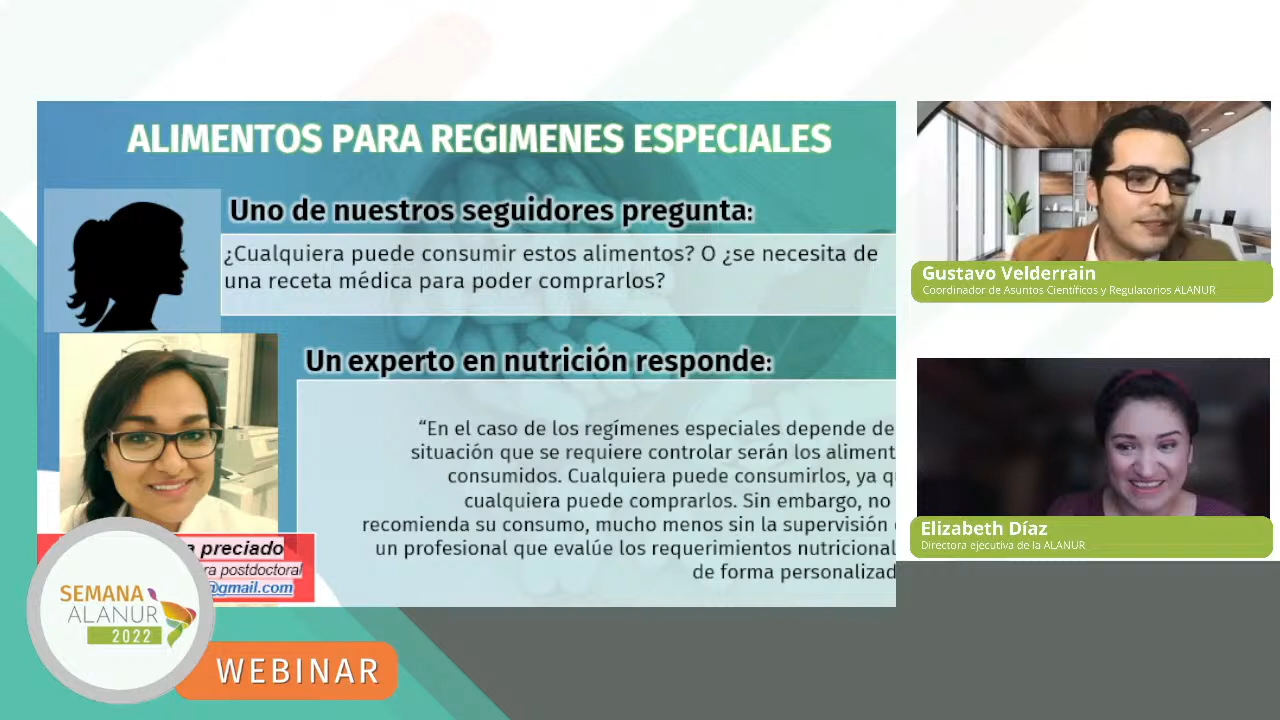 ALIMENTOS PARA REGIMENES ESPECIALES
Uno de nuestros seguidores pregunta:
¿Cualquiera puede consumir estos alimentos? O ¿se necesita de
una receta médica para poder comprarlos?
Un experto en nutrición responde:
“En el caso de los regímenes especiales depende de
situación que se requiere controlar serán los aliment
consumidos. Cualquiera puede consumirlos, ya q
cualquiera puede comprarlos. Sin embargo, no
recomienda su consumo, mucho menos sin la supervisión
un profesional que evalúe los requerimientos nutricional
de forma personalizad
a preciado
ra postdoctoral
@gmail.com
SEMANA
ALANUR
2022
WEBINAR
Gustavo Velderrain
Coordinador de Asuntos Científicos y Regulatorios ALANUR
Elizabeth Díaz
Directora ejecutiva de la ALANUR